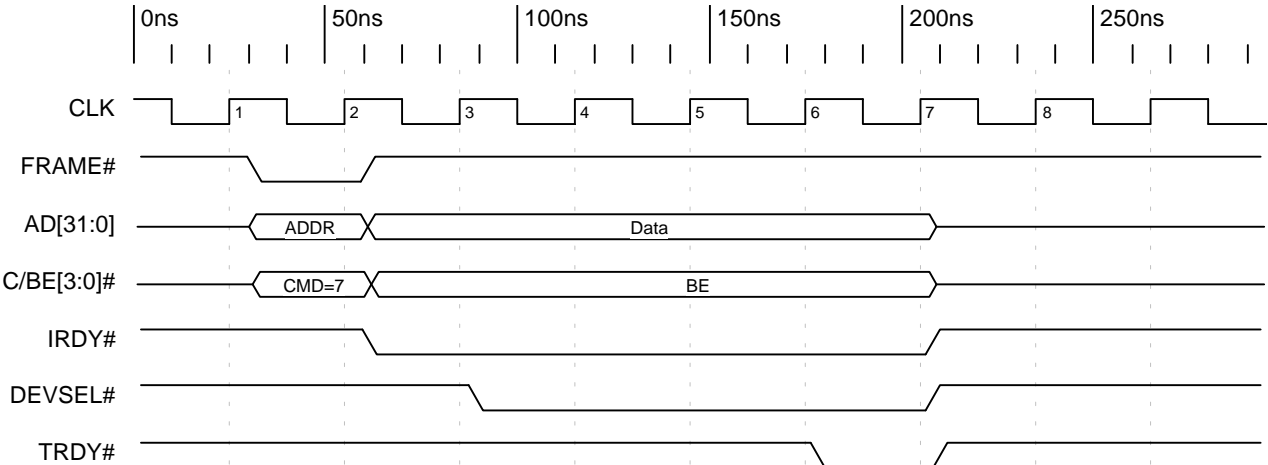 0ns 50ns 100ns 150ns 200ns 250ns
CLK 1 2 3 4 5 6 7 8
FRAME#
AD[31:0] ADDR Data
C/BE[3:0]# CMD=7 BE
IRDY#
DEVSEL#
TRDY#